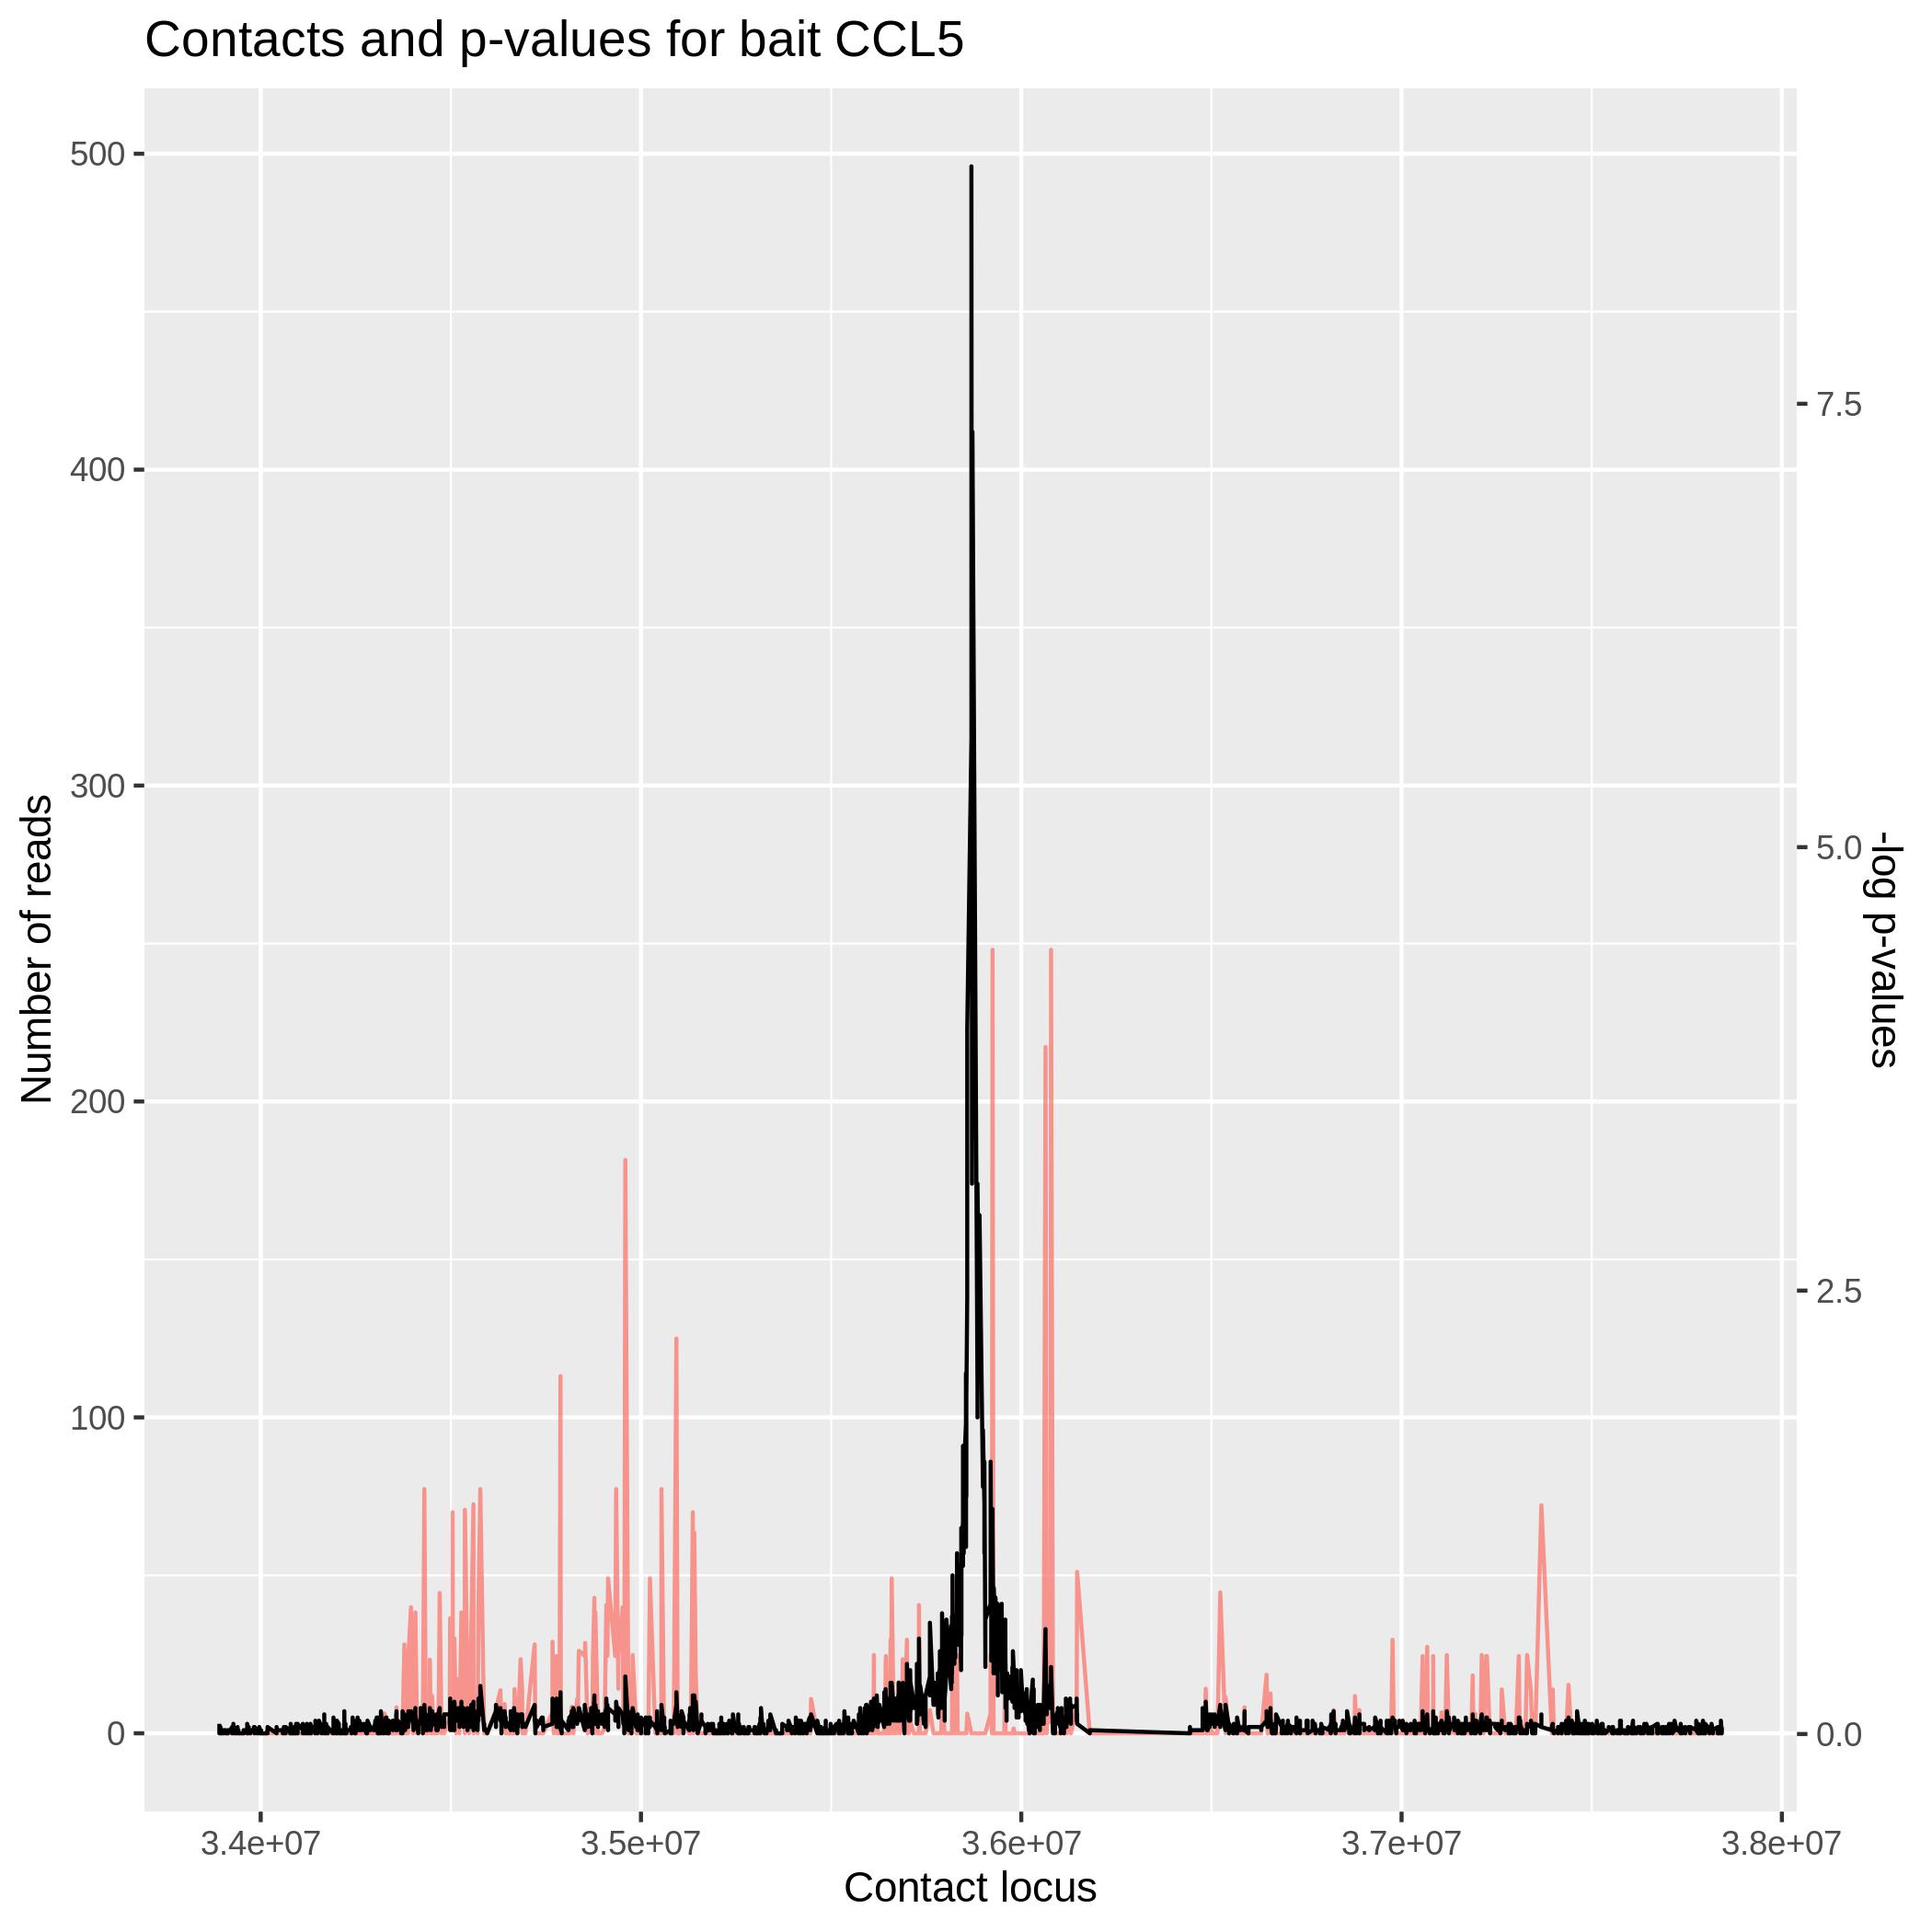 Contacts and p-values for bait CCL5
500
400
300
200
100
0
Number of reads
7.5
5.0
2.5
0.0
-log p-values
3.4e+07
3.5e+07
3.6e+07
3.7e+07
3.8e+07
Contact locus